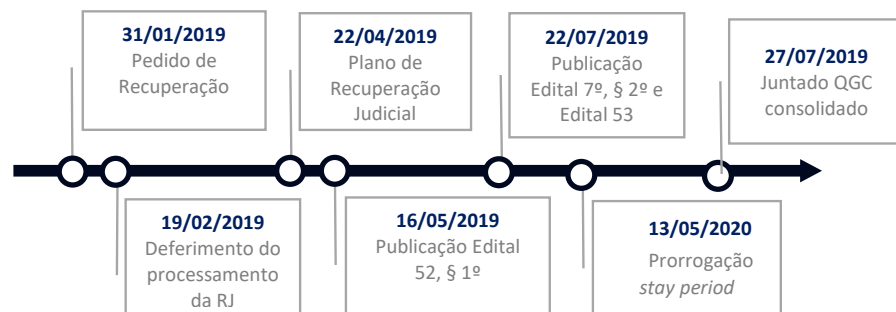 31/01/2019
Pedido de
Recuperação
22/04/2019
Plano de
Recuperação
Judicial
22/07/2019
Publicação
Edital 7º, § 2º e
Edital 53
27/07/2019
Juntado QGC
consolidado
19/02/2019
Deferimento do
processamento
da RJ
16/05/2019
Publicação Edital
52, § 1º
13/05/2020
Prorrogação
stay period